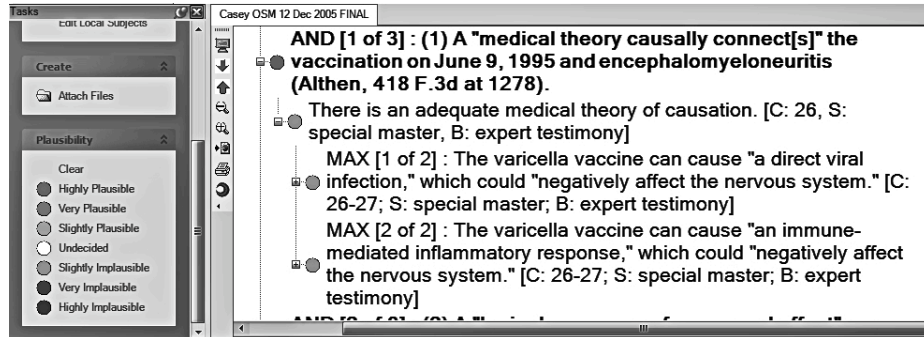 Tasks
Edit Local Subjects
Create
Attach Files
Plausibility
Clear
Highly Plausible
Very Plausible
Slightly Plausible
Undecided
Slightly Implausible
Very Implausible
Highly Implausible
Casey OSM 12 Dec 2005 FINAL
AND [1 of 3] : (1) A "medical theory causally connect[s]" the
vaccination on June 9, 1995 and encephalomyeloneuritis
(Althen, 418 F.3d at 1278).
There is an adequate medical theory of causation. [C: 26, S:
special master, B: expert testimony]
MAX [1 of 2] : The varicella vaccine can cause "a direct viral
infection," which could "negatively affect the nervous system." [C:
26-27; S: special master; B: expert testimony]
MAX [2 of 2] : The varicella vaccine can cause "an immune-
mediated inflammatory response," which could "negatively affect
the nervous system." [C: 26-27; S: special master; B: expert
testimony]